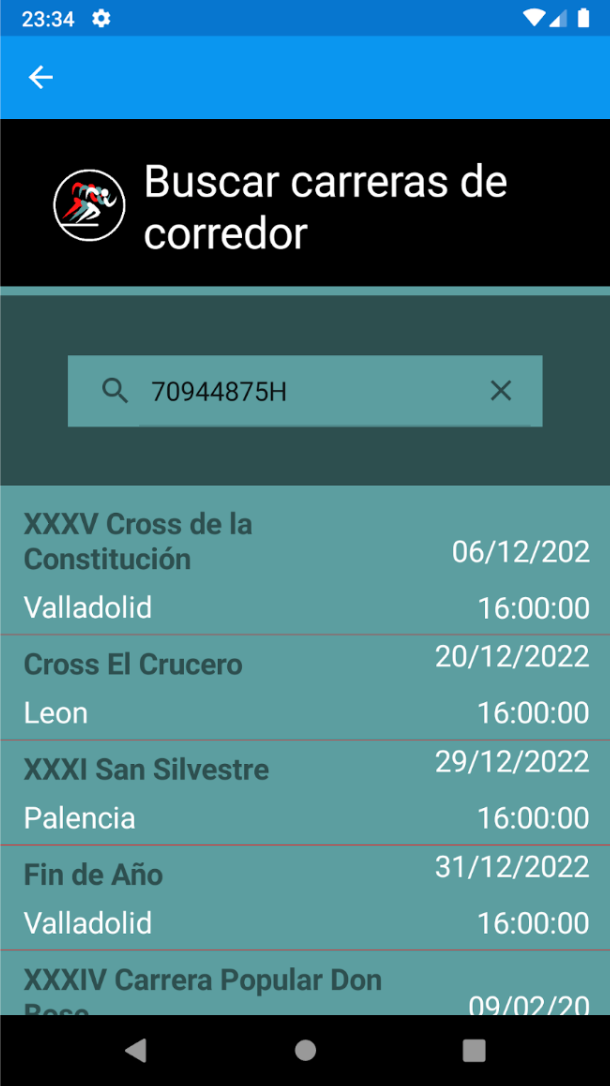 23:34
Buscar carreras de
corredor
70944875H
XXXV Cross de la
Constitución
06/12/202
Valladolid
16:00:00
Cross El Crucero
20/12/2022
Leon
16:00:00
XXXI San Silvestre
29/12/2022
Palencia
16:00:00
Fin de Año
31/12/2022
Valladolid
16:00:00
XXXIV Carrera Popular Don
Bosc
09/02/20